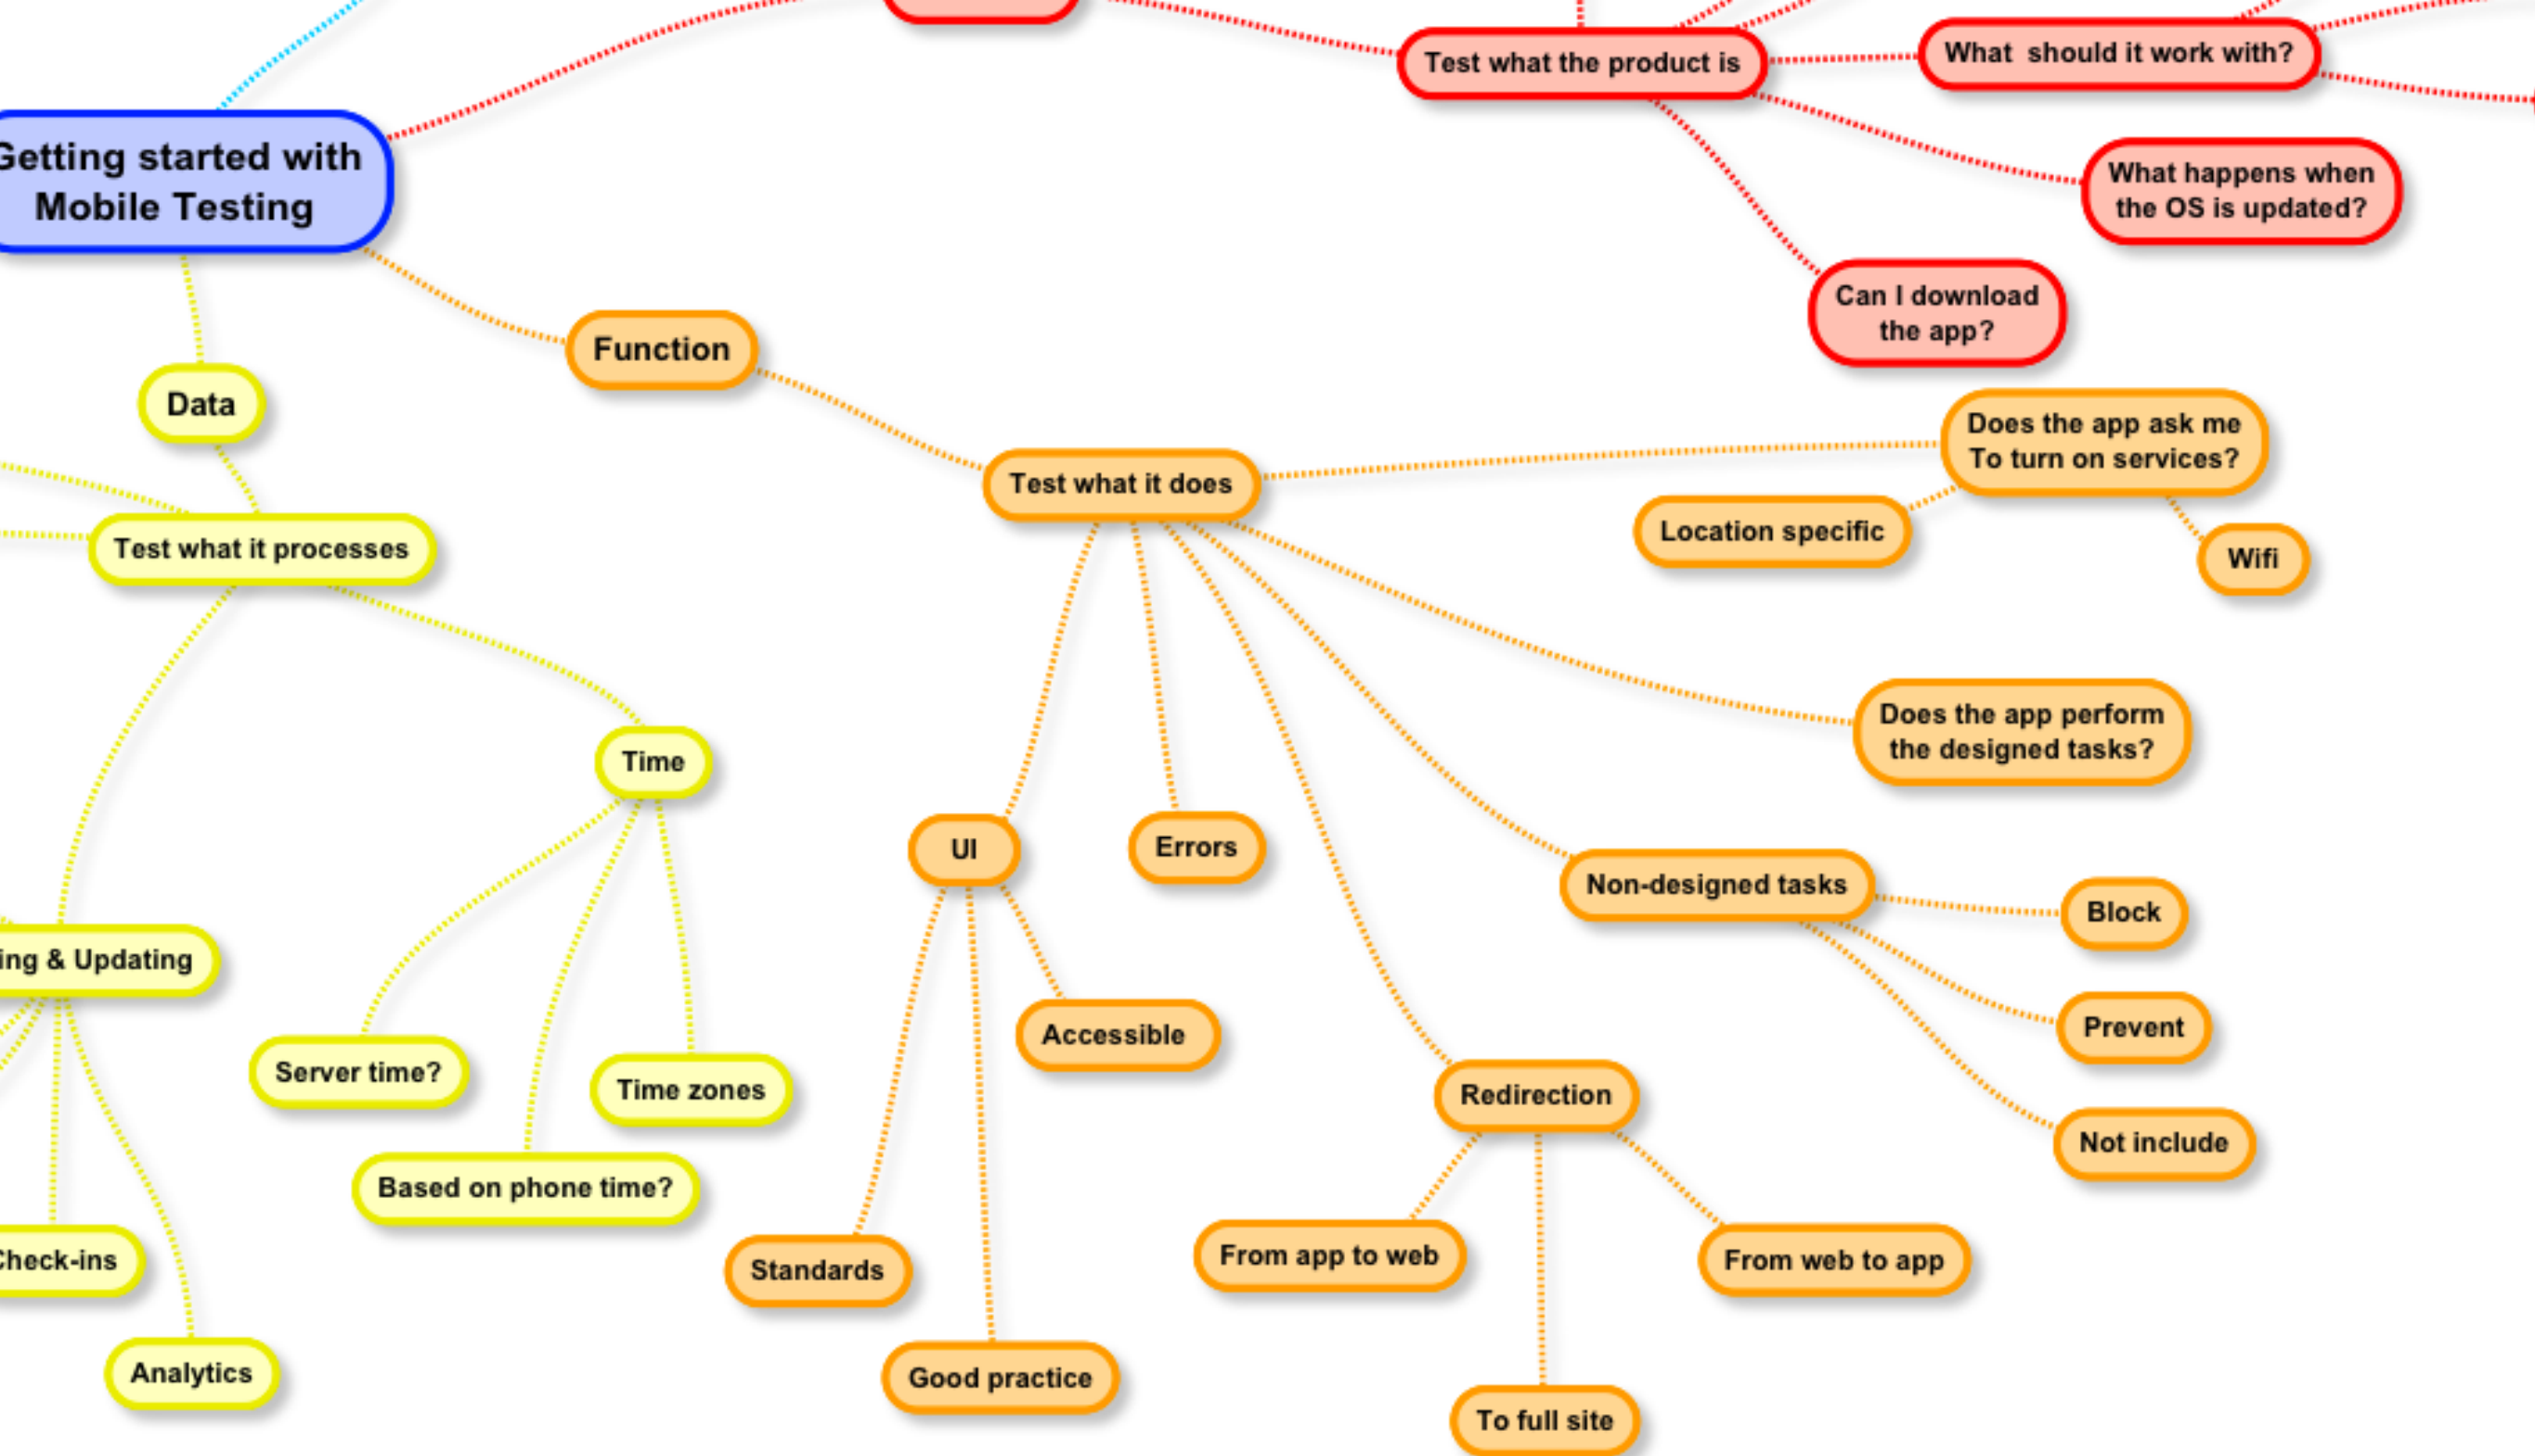 Test what the product is
What  should it work with?
Getting started with
Mobile Testing
What happens when
the OS is updated?
Can I download
the app?
Function
Data
Does the app ask me
To turn on services?
Test what it does
Location specific
Wifi
Test what it processes
Does the app perform
the designed tasks?
Time
UI
Errors
Non-designed tasks
Block
ing & Updating
Accessible
Prevent
Server time?
Time zones
Redirection
Not include
Based on phone time?
Check-ins
Standards
From app to web
From web to app
Analytics
Good practice
To full site